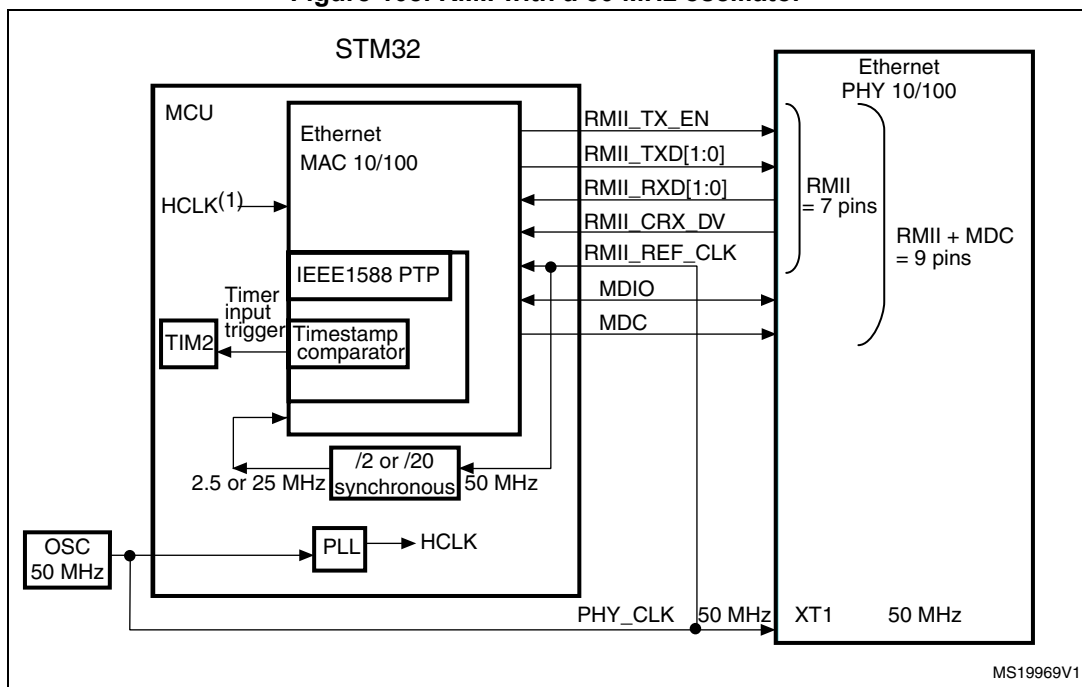 Figure RMII with a 50 MHz oscillator
STM32
MCU
Ethernet
MAC 10/100
HCLK(1)
IEEE1588 PTP
Timer
input
trigger
TIM2
Timestamp
comparator
/2 or /20
synchronous
2.5 or 25 MHz
50 MHz
OSC
50 MHz
PLL
HCLK
RMII_TX_EN
RMII_TXD[1:0]
RMII_RXD[1:0]
RMII_CRX_DV
RMII_REF_CLK
MDIO
MDC
PHY_CLK
50 MHz
Ethernet
PHY 10/100
RMII
= 7 pins
RMII + MDC
= 9 pins
XT1
50 MHz
MS19969V1